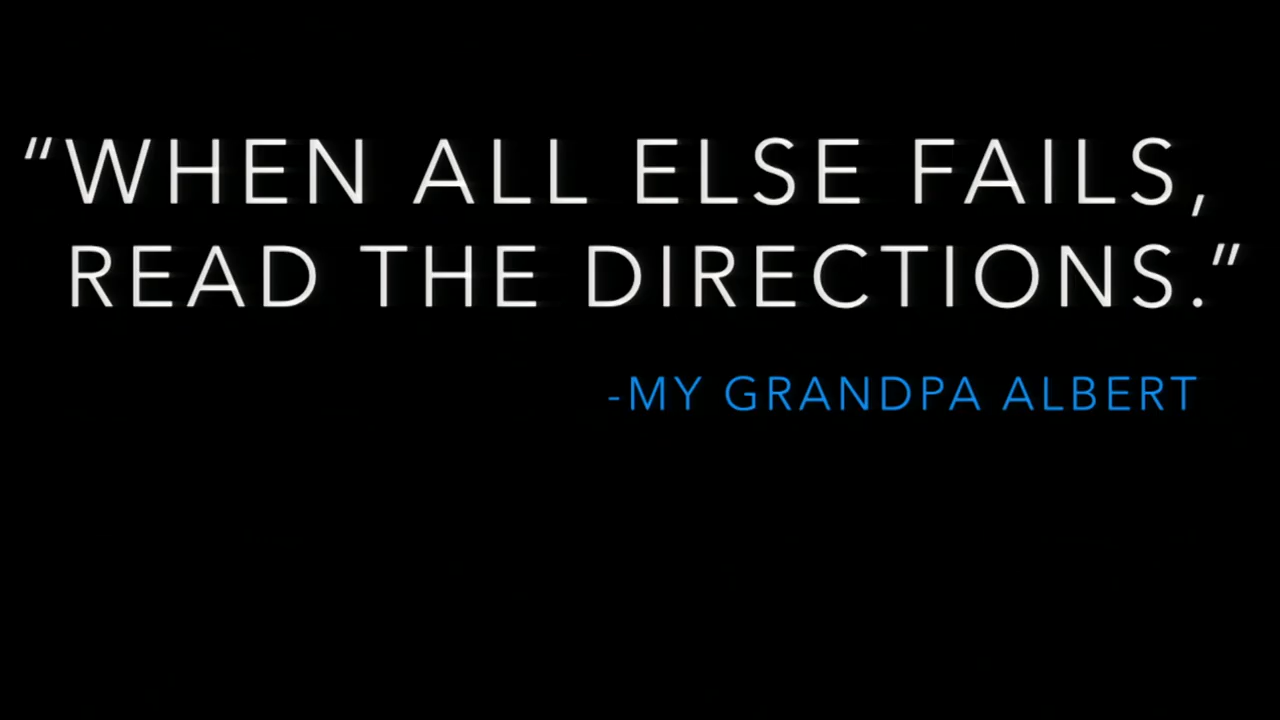 “WHEN ALL ELSE FAILS,
READ THE DIRECTIONS.”
-MY GRANDPA ALBERT